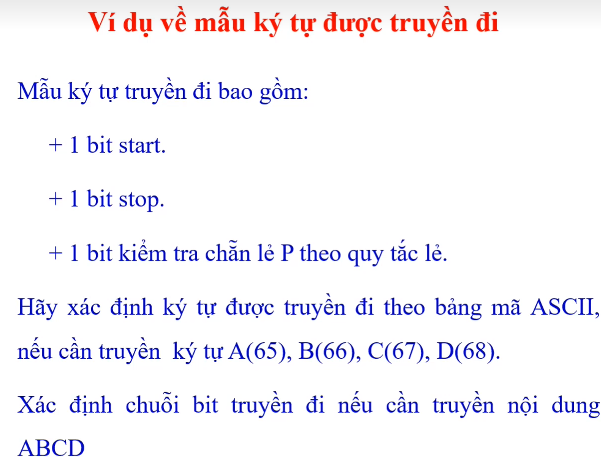 Ví dụ về mẫu ký tự được truyền đi
Mẫu ký tự truyền đi bao gồm:
+ 1 bit start.
+ 1 bit stop.
+ 1 bit kiểm tra chẵn lẻ P theo quy tắc lẻ.
Hãy xác định ký tự được truyền đi theo bảng mã ASCII,
nếu cần truyền ký tự A(65), B(66), C(67), D(68).
Xác định chuỗi bit truyền đi nếu cần truyền nội dung
ABCD